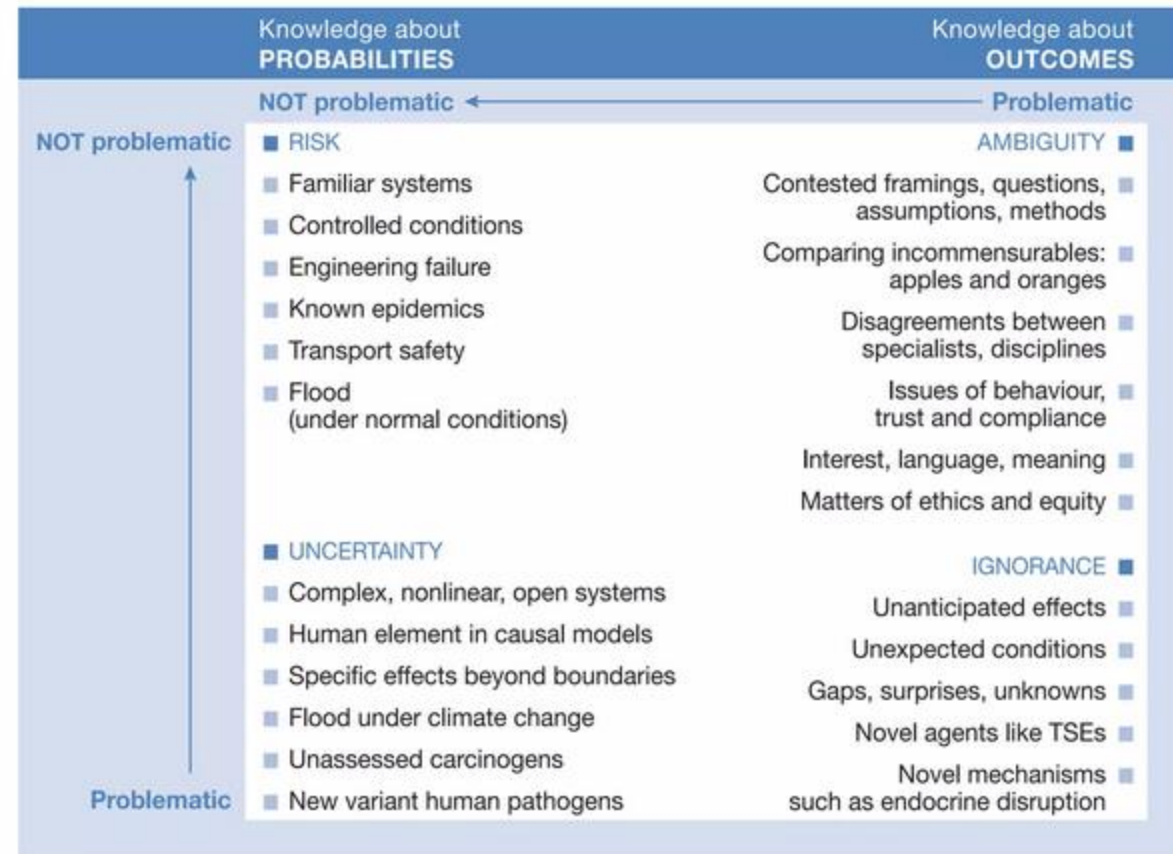 Knowledge about
PROBABILITIES
Knowledge about
OUTCOMES
NOT problematic
Problematic
NOT problematic
RISK
Familiar systems
Controlled conditions
Engineering failure
Known epidemics
Transport safety
Flood
(under normal conditions)
AMBIGUITY
Contested framings, questions,
assumptions, methods
Comparing incommensurables:
apples and oranges
Disagreements between
specialists, disciplines
Issues of behaviour,
trust and compliance
Interest, language, meaning
Matters of ethics and equity
UNCERTAINTY
Complex, nonlinear, open systems
Human element in causal models
Specific effects beyond boundaries
Flood under climate change
Unassessed carcinogens
New variant human pathogens
IGNORANCE
Unanticipated effects
Unexpected conditions
Gaps, surprises, unknowns
Novel agents like TSEs
Novel mechanisms
such as endocrine disruption
Problematic